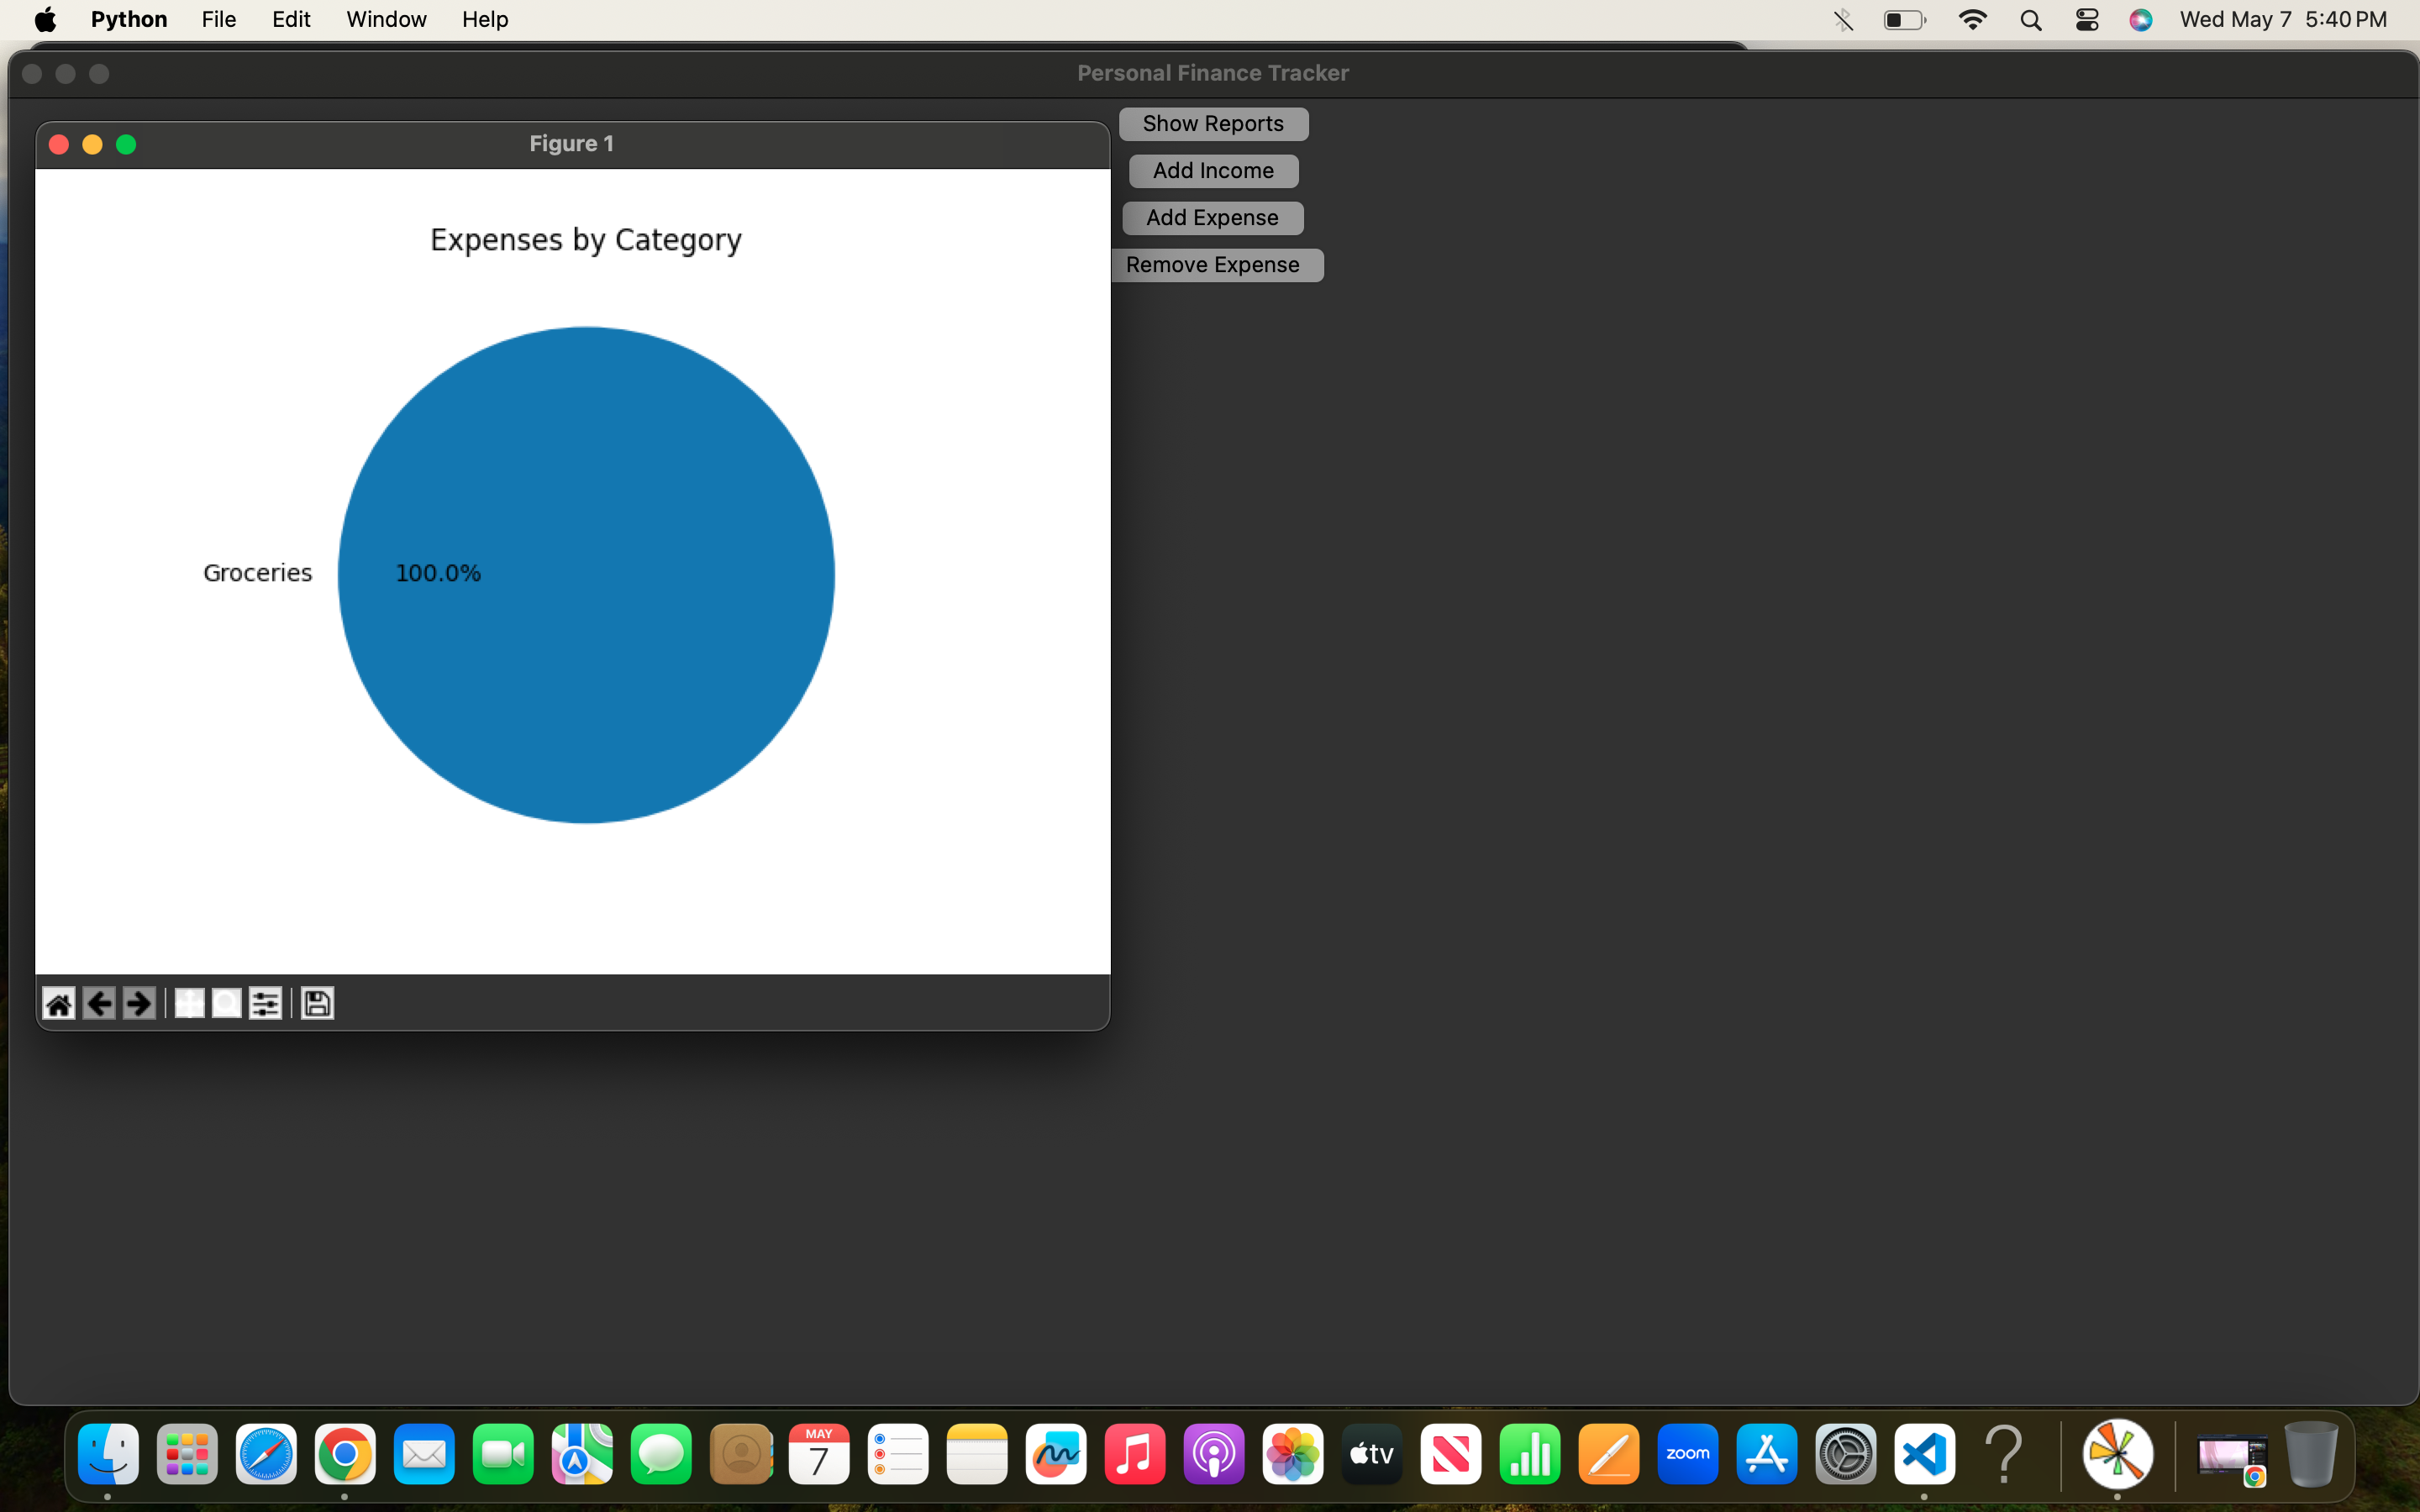 Python File Edit Window Help
Wed May 7 5:40 PM
Personal Finance Tracker
Figure 1
Show Reports
Add Income
Add Expense
Remove Expense
Expenses by Category
Groceries 100.0%
MAY
7
tv
zoom